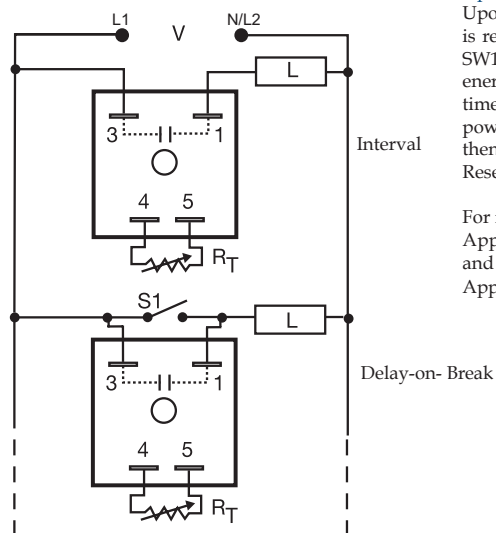 L1 V N/L2
L
3 1
Interval
4 5
RT
S1
L
3 1
Delay-on- Break
4 5
RT
Upo
is re
SW1
ener
time
pow
then
Rese
For
App
and
App